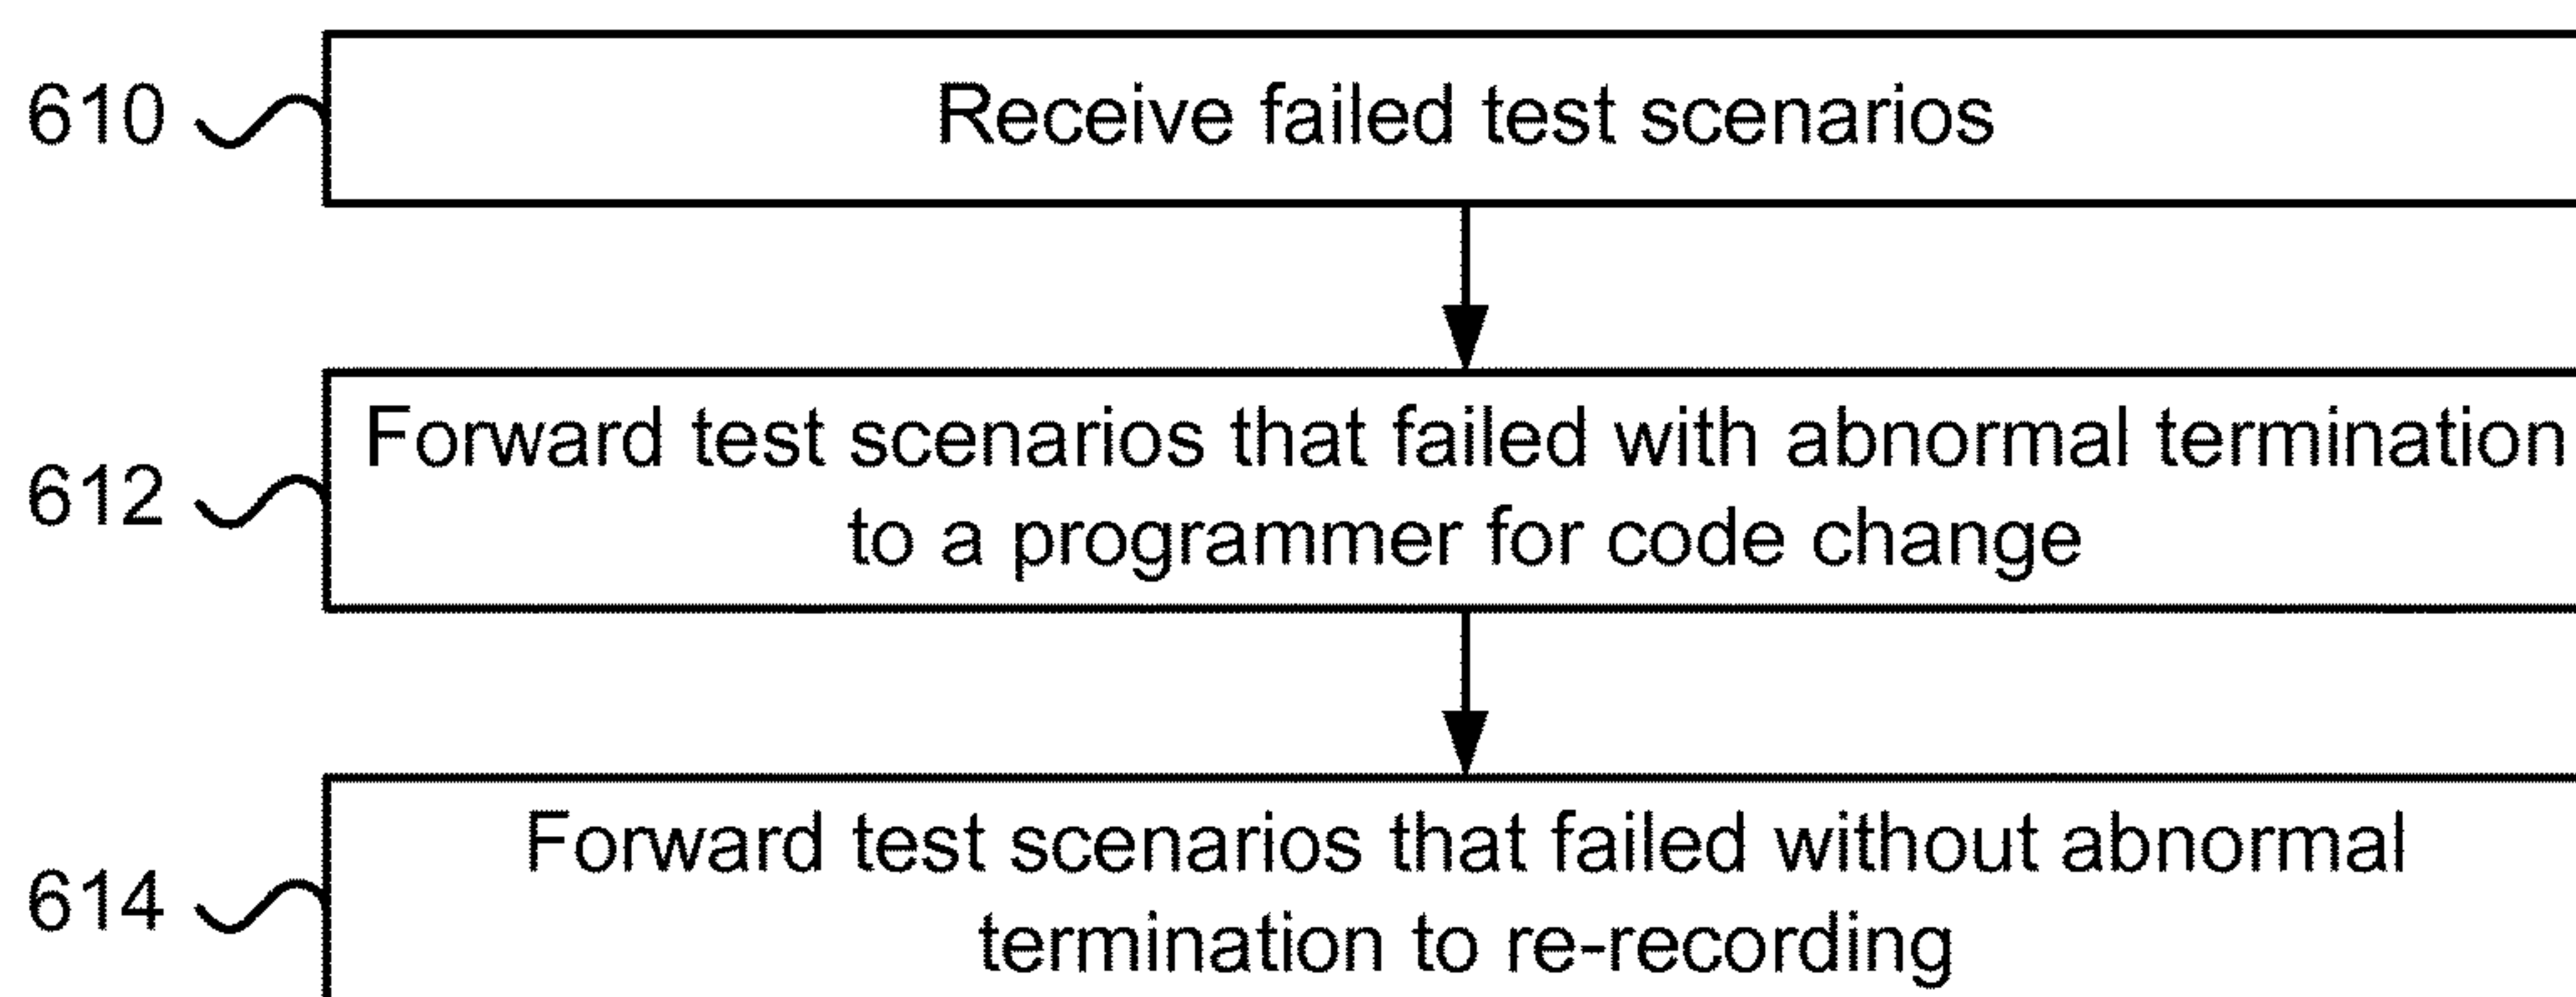 610
Receive failed test scenarios
612
Forward test scenarios that failed with abnormal termination
to a programmer for code change
614
Forward test scenarios that failed without abnormal
termination to re-recording